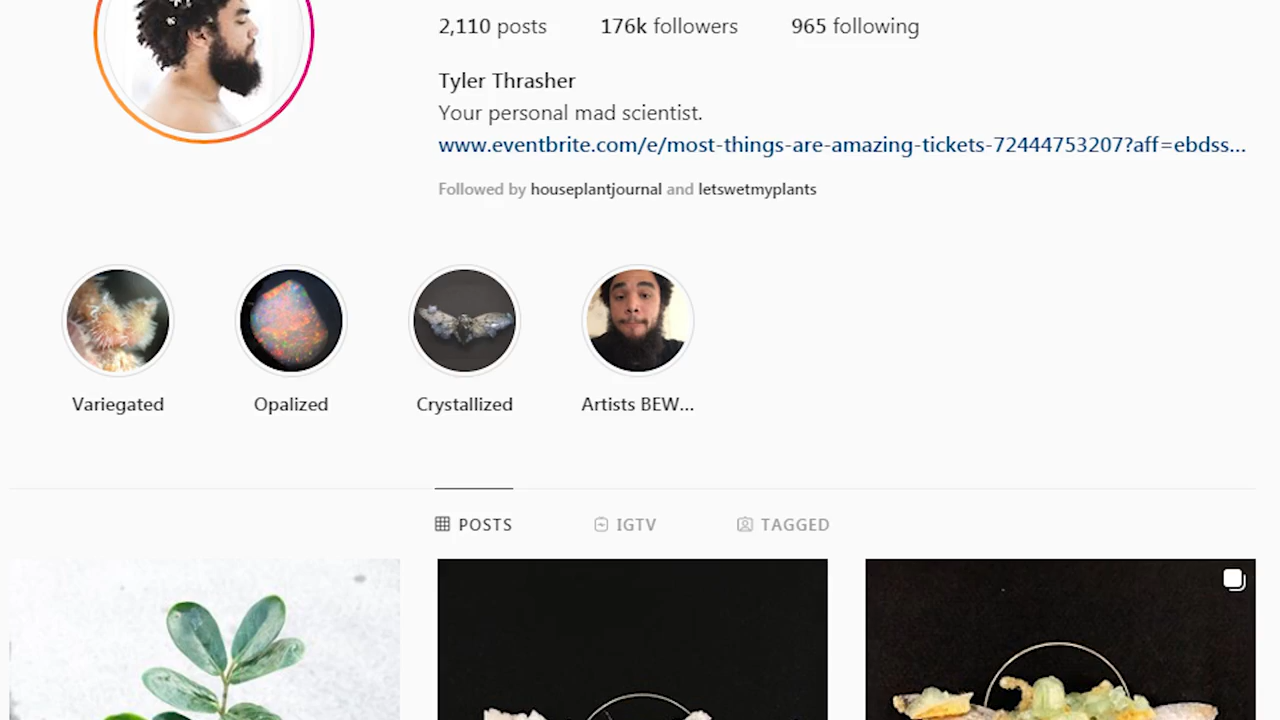 2,110 posts 176k followers 965 following
Tyler Thrasher
Your personal mad scientist.
www.eventbrite.com/e/most-things-are-amazing-tickets-72444753207?aff=ebdss...
Followed by houseplantjournal and letswetmyplants
Variegated Opalized Crystallized Artists BEW...
POSTS IGTV TAGGED